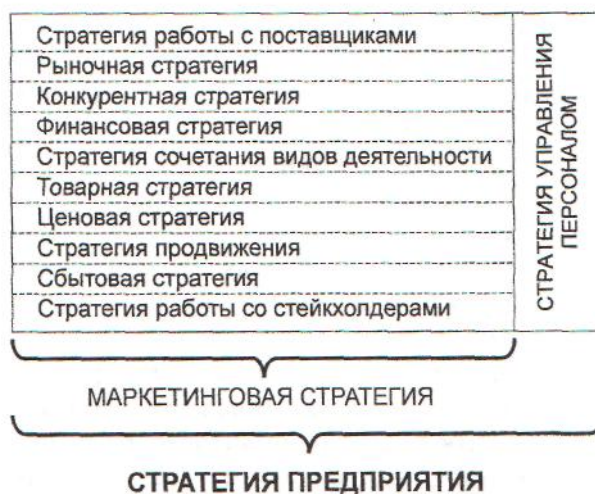 Стратегия работы с поставщиками
Рыночная стратегия
Конкурентная стратегия
Финансовая стратегия
Стратегия сочетания видов деятельности
Товарная стратегия
Ценовая стратегия
Стратегия продвижения
Сбытовая стратегия
Стратегия работы со стейкхолдерами
СТРАТЕГИЯ УПРАВЛЕНИЯ
ПЕРСОНАЛОМ
МАРКЕТИНГОВАЯ СТРАТЕГИЯ
СТРАТЕГИЯ ПРЕДПРИЯТИЯ